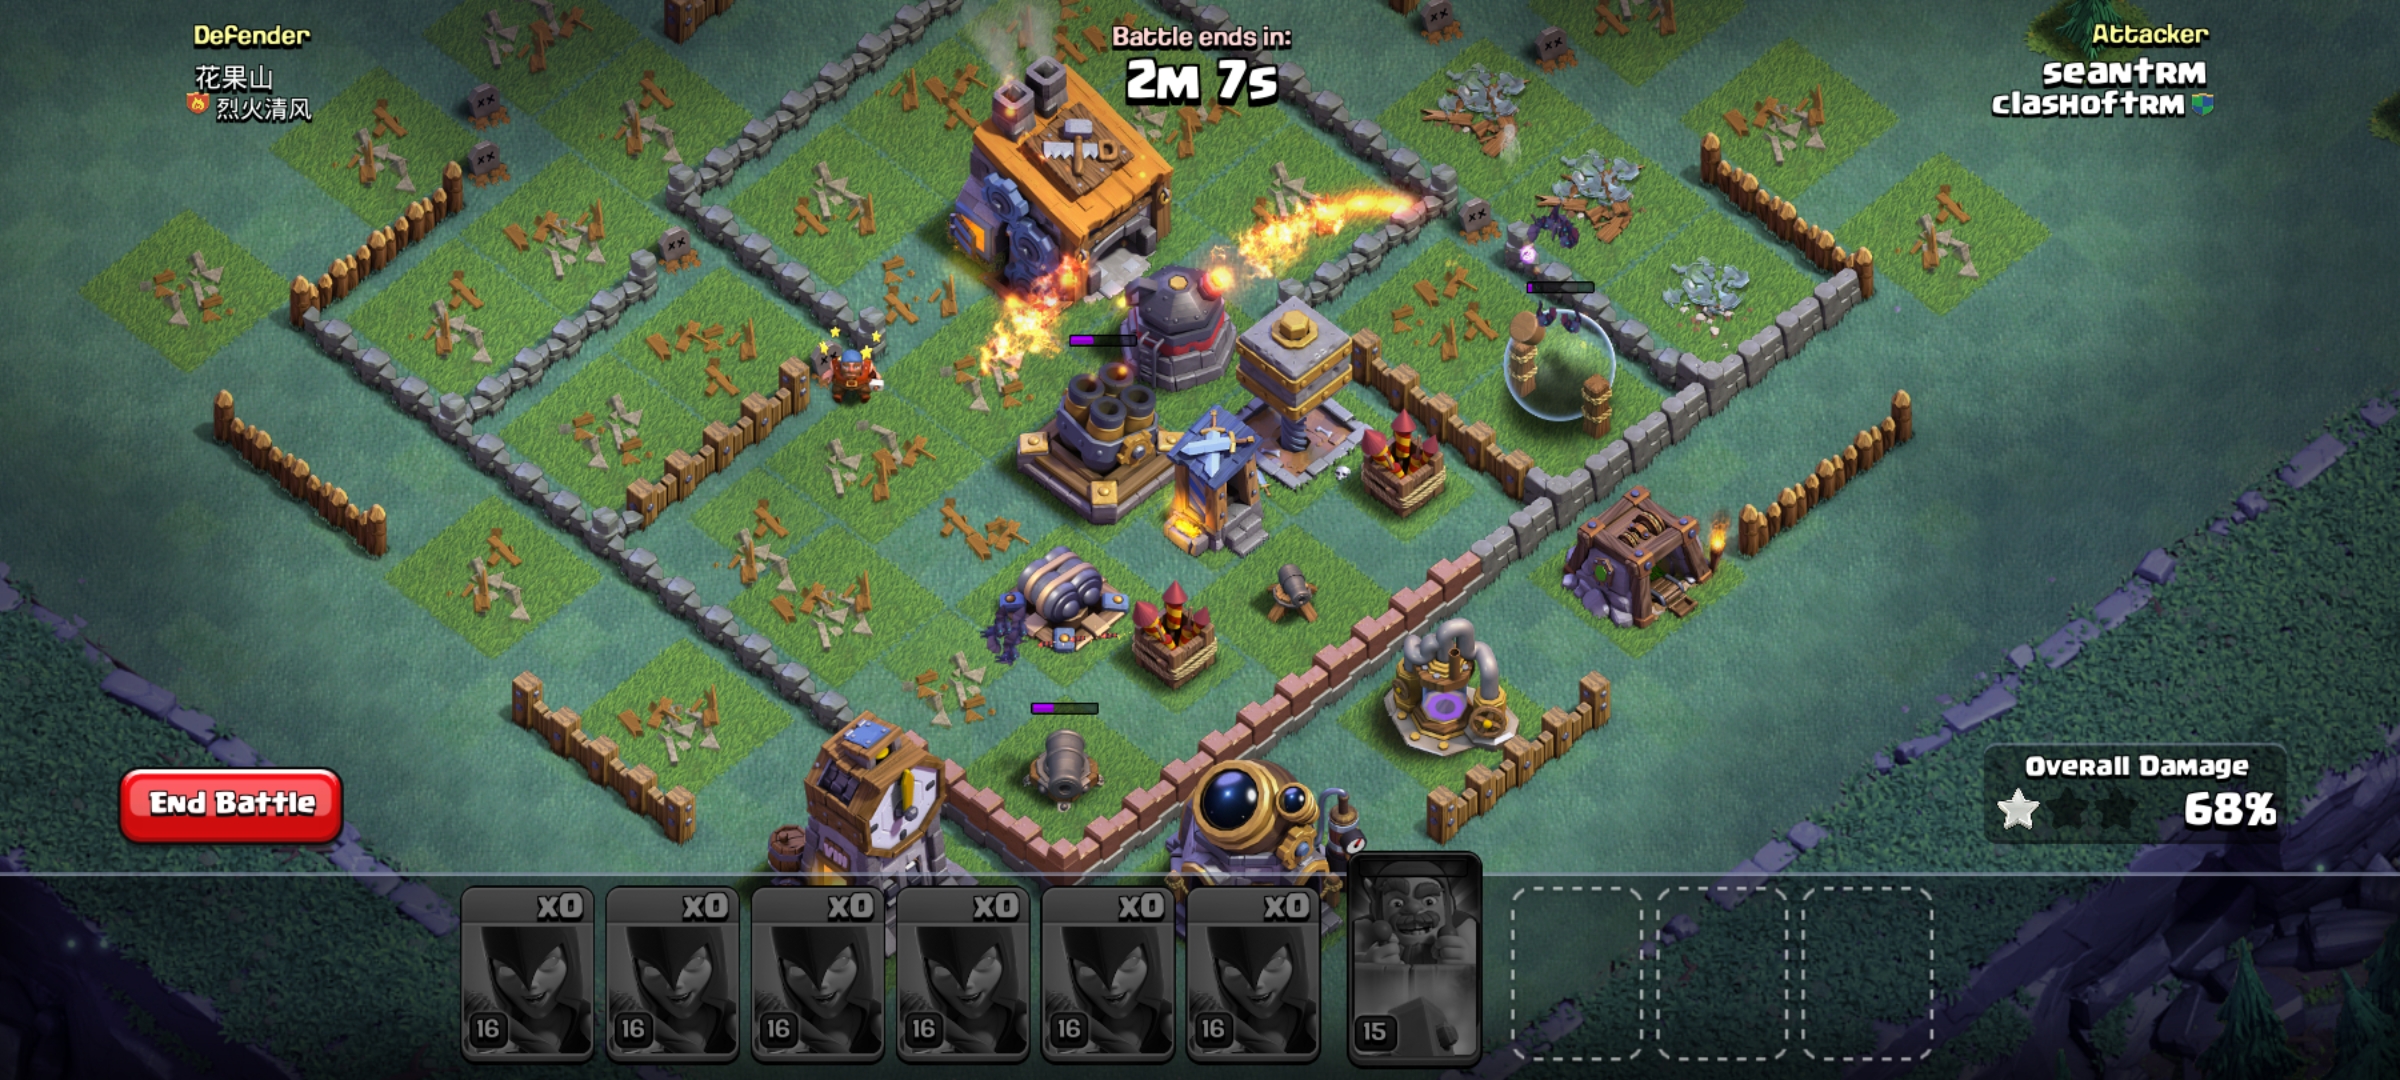 Defender
花果山
烈火清风
Battle ends in:
2M 7s
Attacker
seantRM
clashoftRM
End Battle
Overall Damage
68%
VIII
x0
x0
x0
x0
x0
x0
16
16
16
16
16
16
15